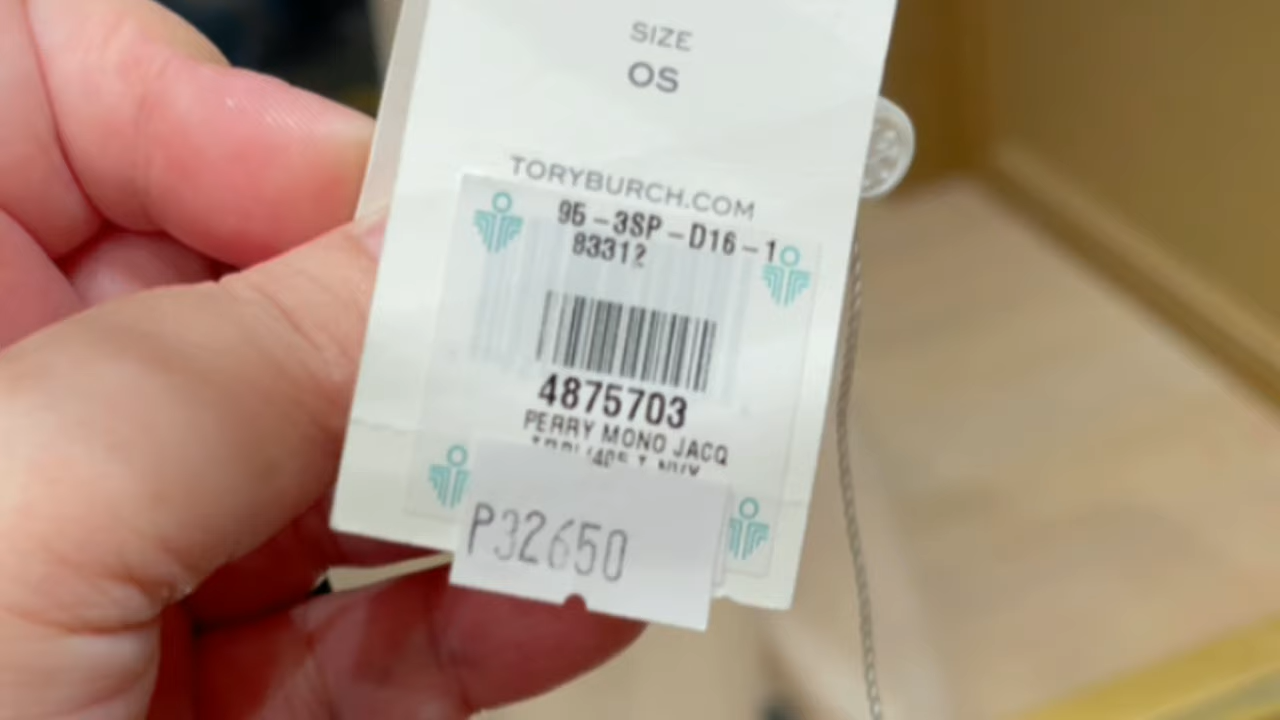 SIZE
OS
TORYBURCH.COM
95-3SP-D16-1
83312
4875703
PERRY MONO JACQ
P32650